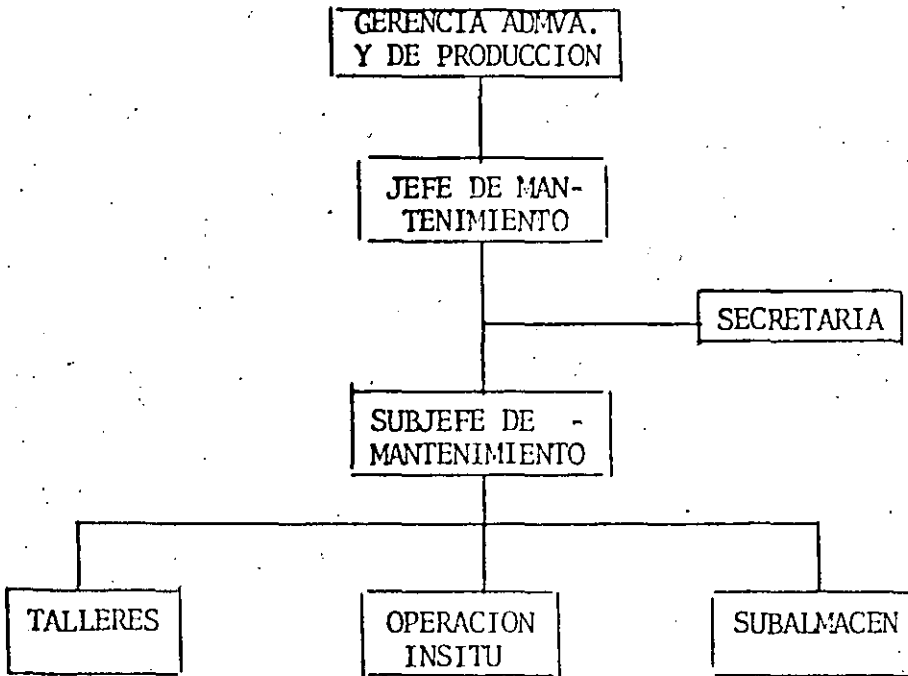 GERENCIA ADMVA.
Y DE PRODUCCION
JEFE DE MAN-
TENIMIENTO
SECRETARIA
SUBJEFE DE -
MANTENIMIENTO
TALLERES
OPERACION
INSITU
SUBALMACEN